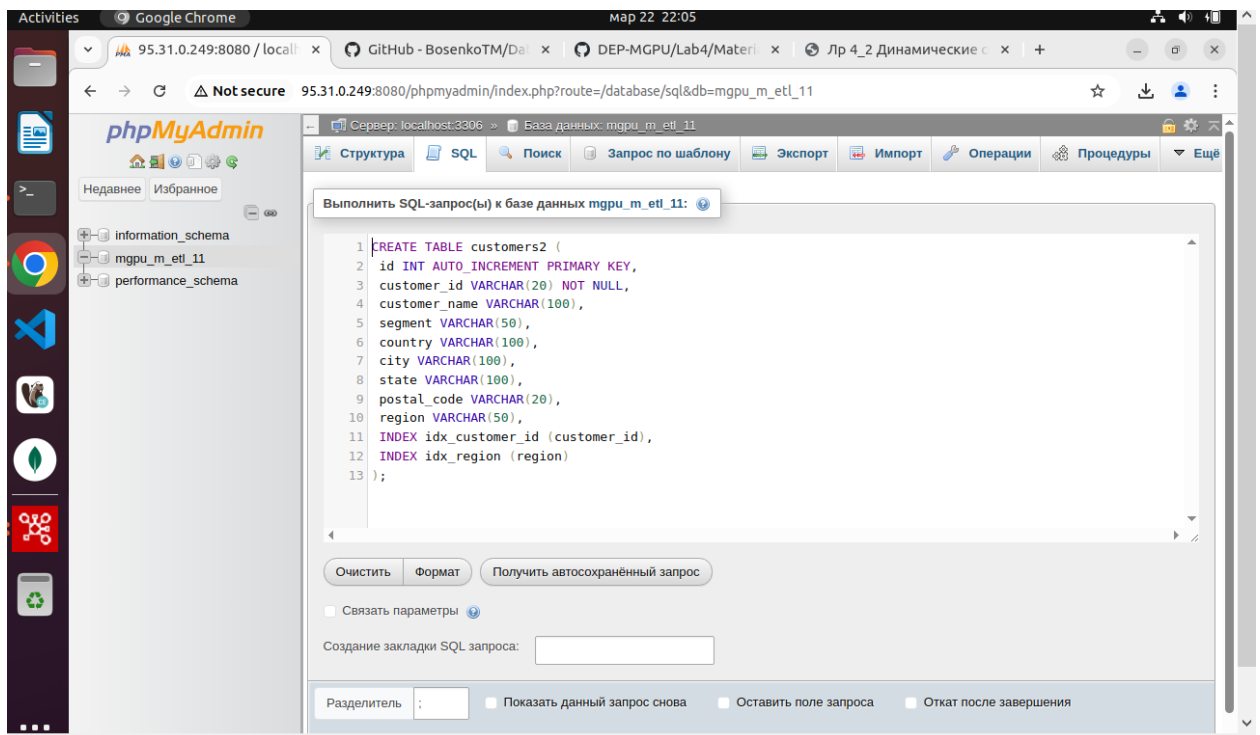 Activities Google Chrome мар 22 22:05
95.31.0.249:8080 / localh GitHub - BosenkoTM/Da DEP-MGPU/Lab4/Materi Лр 4_2 Динамические с
Not secure 95.31.0.249:8080/phpmyadmin/index.php?route=/database/sql&db=mgpu_m_etl_11
phpMyAdmin
Недавнее Избранное
information_schema
mgpu_m_etl_11
performance_schema
Сервер: localhost:3306 » База данных: mgpu_m_etl_11
Структура SQL Поиск Запрос по шаблону Экспорт Импорт Операции Процедуры Ещё
Выполнить SQL-запрос(ы) к базе данных mgpu_m_etl_11:
1 CREATE TABLE customers2 (
2 id INT AUTO_INCREMENT PRIMARY KEY,
3 customer_id VARCHAR(20) NOT NULL,
4 customer_name VARCHAR(100),
5 segment VARCHAR(50),
6 country VARCHAR(100),
7 city VARCHAR(100),
8 state VARCHAR(100),
9 postal_code VARCHAR(20),
10 region VARCHAR(50),
11 INDEX idx_customer_id (customer_id),
12 INDEX idx_region (region)
13 );
Очистить Формат Получить автосохранённый запрос
Связать параметры
Создание закладки SQL запроса:
Разделитель ; Показать данный запрос снова Оставить поле запроса Откат после завершения